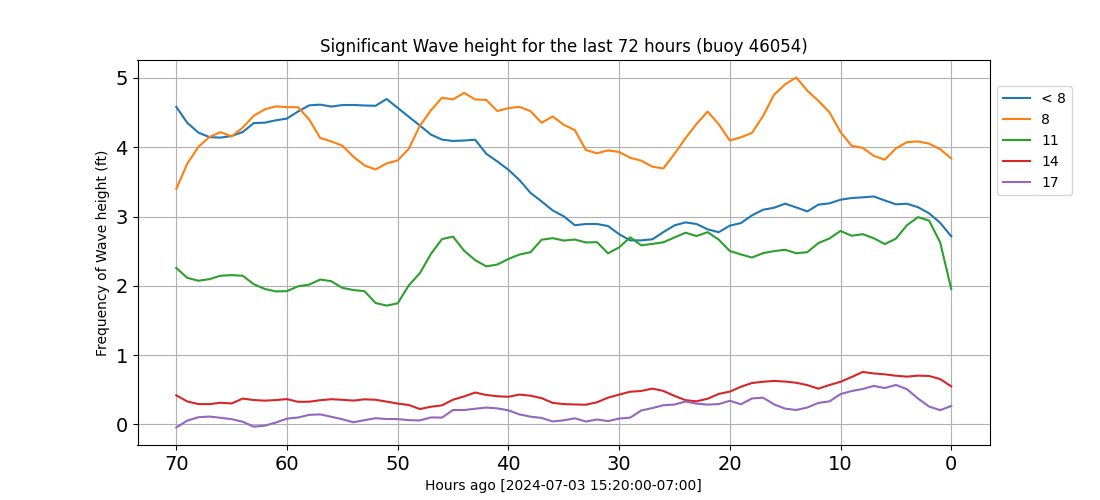 Significant Wave height for the last 72 hours (buoy 46054)
Frequency of Wave height (ft)
5
4
3
2
1
0
70 60 50 40 30 20 10 0
Hours ago [2024-07-03 15:20:00-07:00]
< 8
8
11
14
17